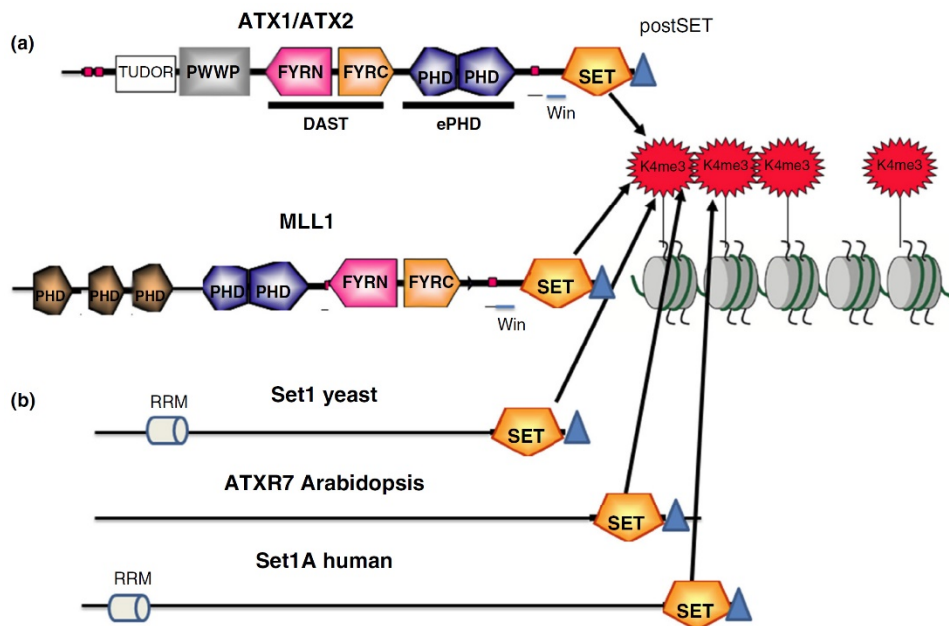 ATX1/ATX2
postSET
(a)
TUDOR PWWP FYRN FYRC PHD PHD SET
Win
DAST ePHD
K4me3 K4me3 K4me3 K4me3
MLL1
PHD PHD PHD PHD PHD FYRN FYRC SET
Win
(b)
Set1 yeast
RRM
SET
ATXR7 Arabidopsis
SET
Set1A human
RRM
SET